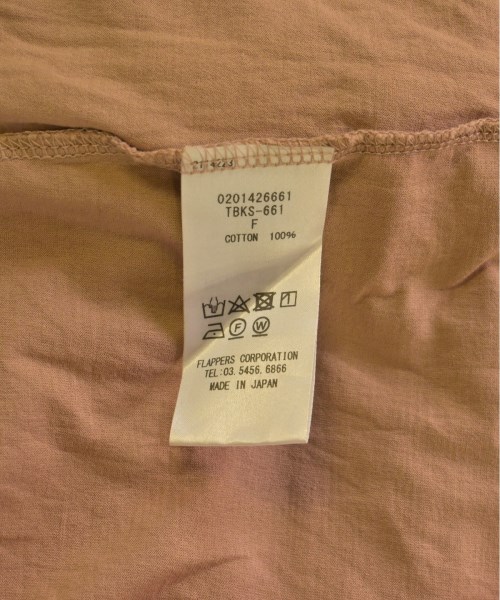 0201426661
TBKS-661
F
COTTON 100%
F W
FLAPPERS CORPORATION
TEL:03.5456.6866
MADE IN JAPAN